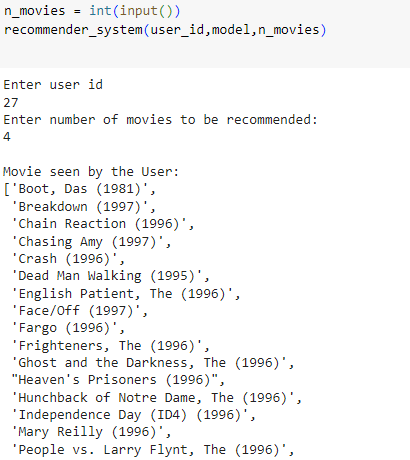 n_movies = int(input())
recommender_system(user_id,model,n_movies)
Enter user id
27
Enter number of movies to be recommended:
4
Movie seen by the User:
['Boot, Das (1981)',
'Breakdown (1997)',
'Chain Reaction (1996)',
'Chasing Amy (1997)',
'Crash (1996)',
'Dead Man Walking (1995)',
'English Patient, The (1996)',
'Face/Off (1997)',
'Fargo (1996)',
'Frighteners, The (1996)',
'Ghost and the Darkness, The (1996)',
"Heaven's Prisoners (1996)",
'Hunchback of Notre Dame, The (1996)',
'Independence Day (ID4) (1996)',
'Mary Reilly (1996)',
'People vs. Larry Flynt, The (1996)',